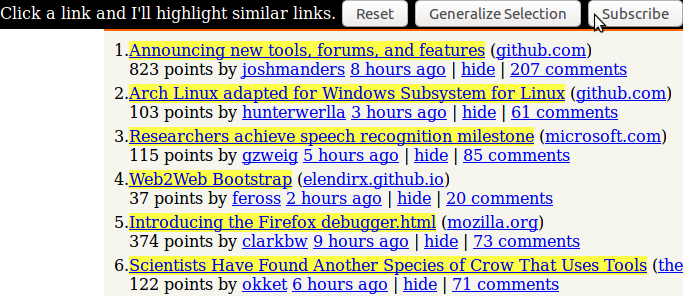 Click a link and I'll highlight similar links. Reset Generalize Selection Subscribe
1. Announcing new tools, forums, and features (github.com)
823 points by joshmanders 8 hours ago | hide | 207 comments
2. Arch Linux adapted for Windows Subsystem for Linux (github.com)
103 points by hunterwerlla 3 hours ago | hide | 61 comments
3. Researchers achieve speech recognition milestone (microsoft.com)
115 points by gzweig 5 hours ago | hide | 85 comments
4. Web2Web Bootstrap (elendirx.github.io)
37 points by feross 2 hours ago | hide | 20 comments
5. Introducing the Firefox debugger.html (mozilla.org)
374 points by clarkbw 9 hours ago | hide | 73 comments
6. Scientists Have Found Another Species of Crow That Uses Tools (the
122 points by okket 6 hours ago | hide | 71 comments